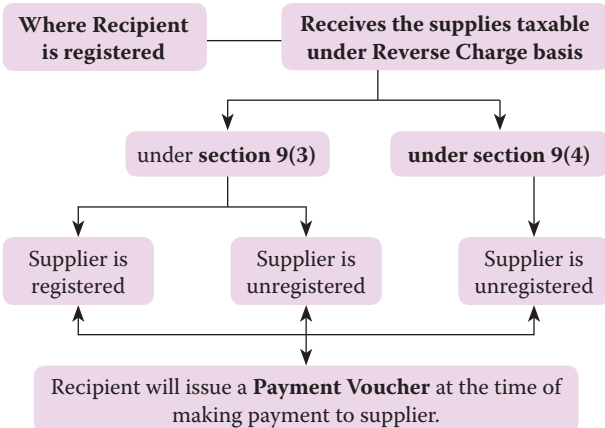 Where Recipient
is registered
Receives the supplies taxable
under Reverse Charge basis
under section 9(3)
under section 9(4)
Supplier is
registered
Supplier is
unregistered
Supplier is
unregistered
Recipient will issue a Payment Voucher at the time of
making payment to supplier.